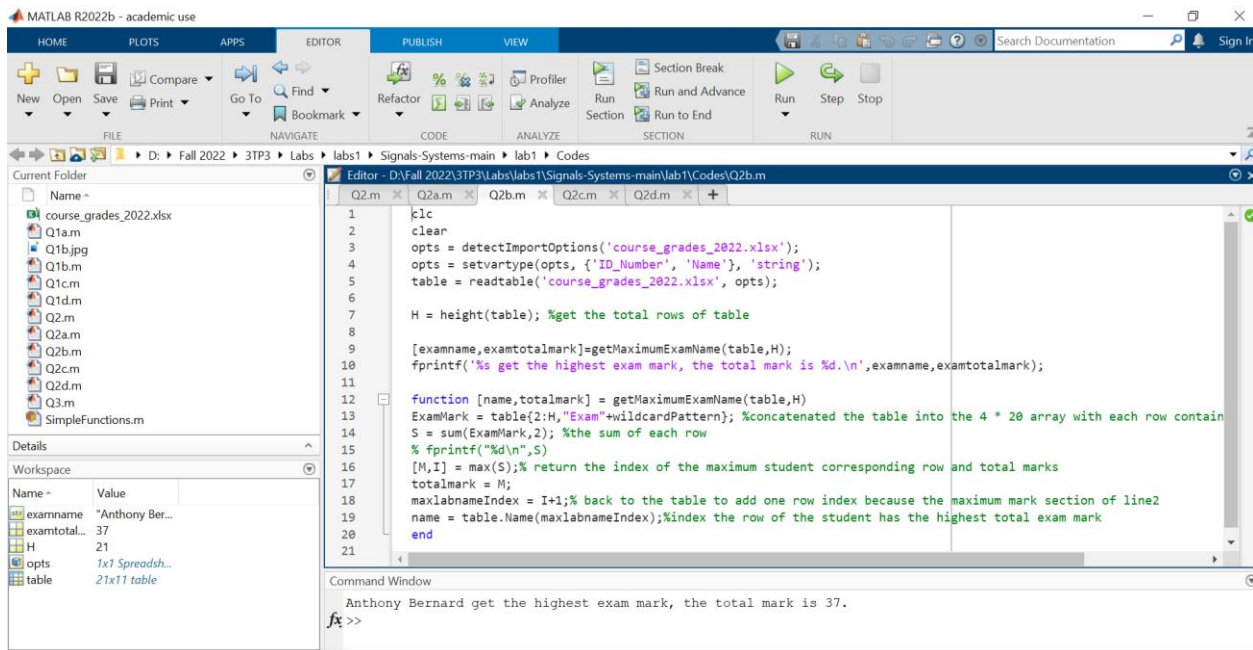 MATLAB R2022b - academic use
HOME PLOTS APPS EDITOR PUBLISH VIEW Search Documentation Sign In
New Open Save Compare Print Go To Find Bookmark Refactor Profiler Analyze Run Section Section Break Run and Advance Run to End Run Step Stop
FILE NAVIGATE CODE ANALYZE SECTION RUN
D: Fall 2022 3TP3 Labs labs1 Signals-Systems-main lab1 Codes
Current Folder
Name
course_grades_2022.xlsx
Q1a.m
Q1b.jpg
Q1b.m
Q1c.m
Q1d.m
Q2.m
Q2a.m
Q2b.m
Q2c.m
Q2d.m
Q3.m
SimpleFunctions.m
Details
Workspace
Name Value
examname "Anthony Ber...
examtotal... 37
H 21
opts 1x1 Spreadsh...
table 21x11 table
Editor - D:\Fall 2022\3TP3\Labs\labs1\Signals-Systems-main\lab1\Codes\Q2b.m
Q2.m Q2a.m Q2b.m Q2c.m Q2d.m +
1 clc
2 clear
3 opts = detectImportOptions('course_grades_2022.xlsx');
4 opts = setvartype(opts, {'ID_Number', 'Name'}, 'string');
5 table = readtable('course_grades_2022.xlsx', opts);
6
7 H = height(table); %get the total rows of table
8
9 [examname,examtotalmark]=getMaximumExamName(table,H);
10 fprintf('%s get the highest exam mark, the total mark is %d.\n',examname,examtotalmark);
11
12 function [name,totalmark] = getMaximumExamName(table,H)
13 ExamMark = table{2:H,"Exam"+wildcardPattern}; %concatenated the table into the 4 * 20 array with each row contain
14 S = sum(ExamMark,2); %the sum of each row
15 % fprintf("%d\n",S)
16 [M,I] = max(S);% return the index of the maximum student corresponding row and total marks
17 totalmark = M;
18 maxlabnameIndex = I+1;% back to the table to add one row index because the maximum mark section of line2
19 name = table.Name(maxlabnameIndex);%index the row of the student has the highest total exam mark
20 end
21
Command Window
Anthony Bernard get the highest exam mark, the total mark is 37.
fx >>